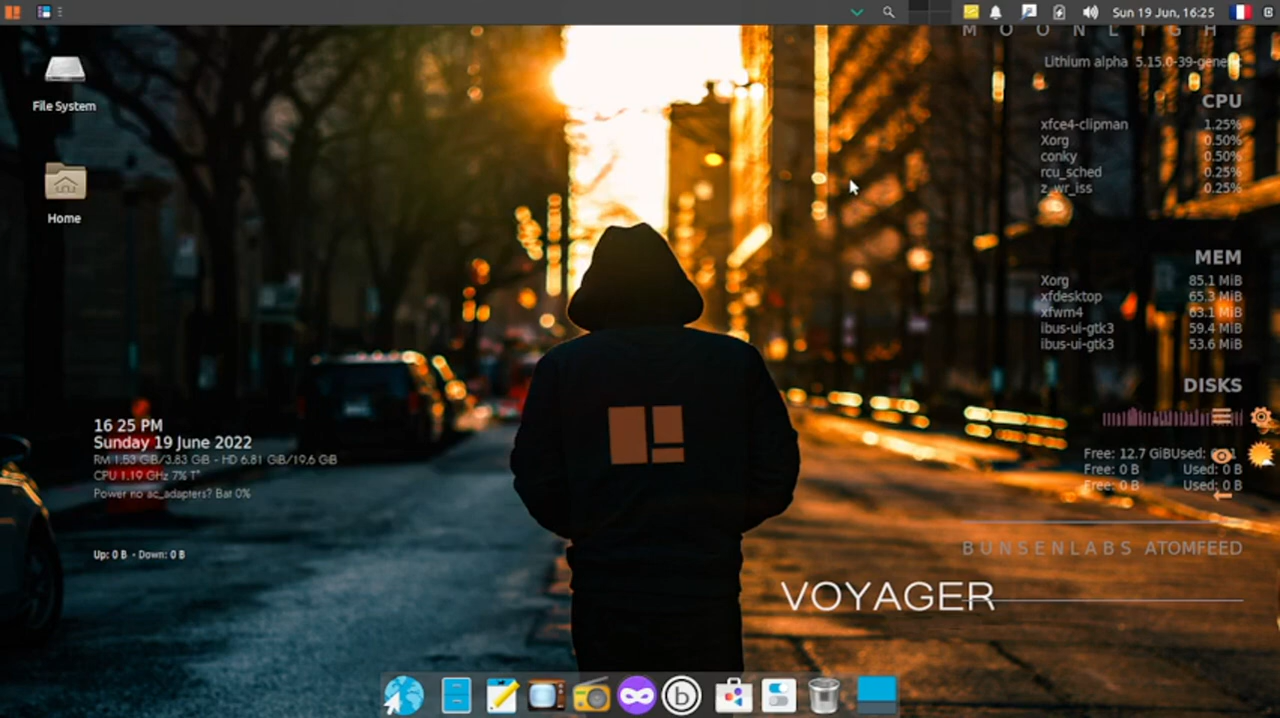 Sun 19 Jun, 16:25
M O O N L I G H
File System
Lithium alpha 5.15.0-39-generic
CPU
xfce4-clipman 1.25%
Xorg 0.50%
conky 0.50%
rcu_sched 0.25%
z_wr_iss 0.25%
Home
MEM
Xorg 85.1 MiB
xfdesktop 65.3 MiB
xfwm4 63.1 MiB
ibus-ui-gtk3 59.4 MiB
ibus-ui-gtk3 53.6 MiB
DISKS
16 25 PM
Sunday 19 June 2022
RM 1.53 GB/3.83 GB - HD 6.81 GB/19.6 GB
CPU 1.19 GHz 7% T°
Power no ac_adapters? Bat 0%
Free: 12.7 GiB Used:
Free: 0 B Used: 0 B
Free: 0 B Used: 0 B
Up: 0 B - Down: 0 B
BUNSENLABS ATOMFEED
VOYAGER
b